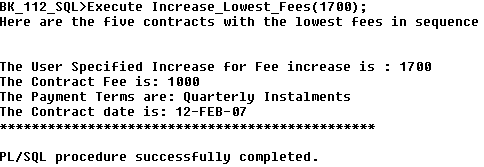 BK_112_SQL>Execute Increase_Lowest_Fees(1700);
Here are the five contracts with the lowest fees in sequence
The User Specified Increase for Fee increase is : 1700
The Contract Fee is: 1000
The Payment Terms are: Quarterly Instalments
The Contract date is: 12-FEB-07
***********************************************
PL/SQL procedure successfully completed.